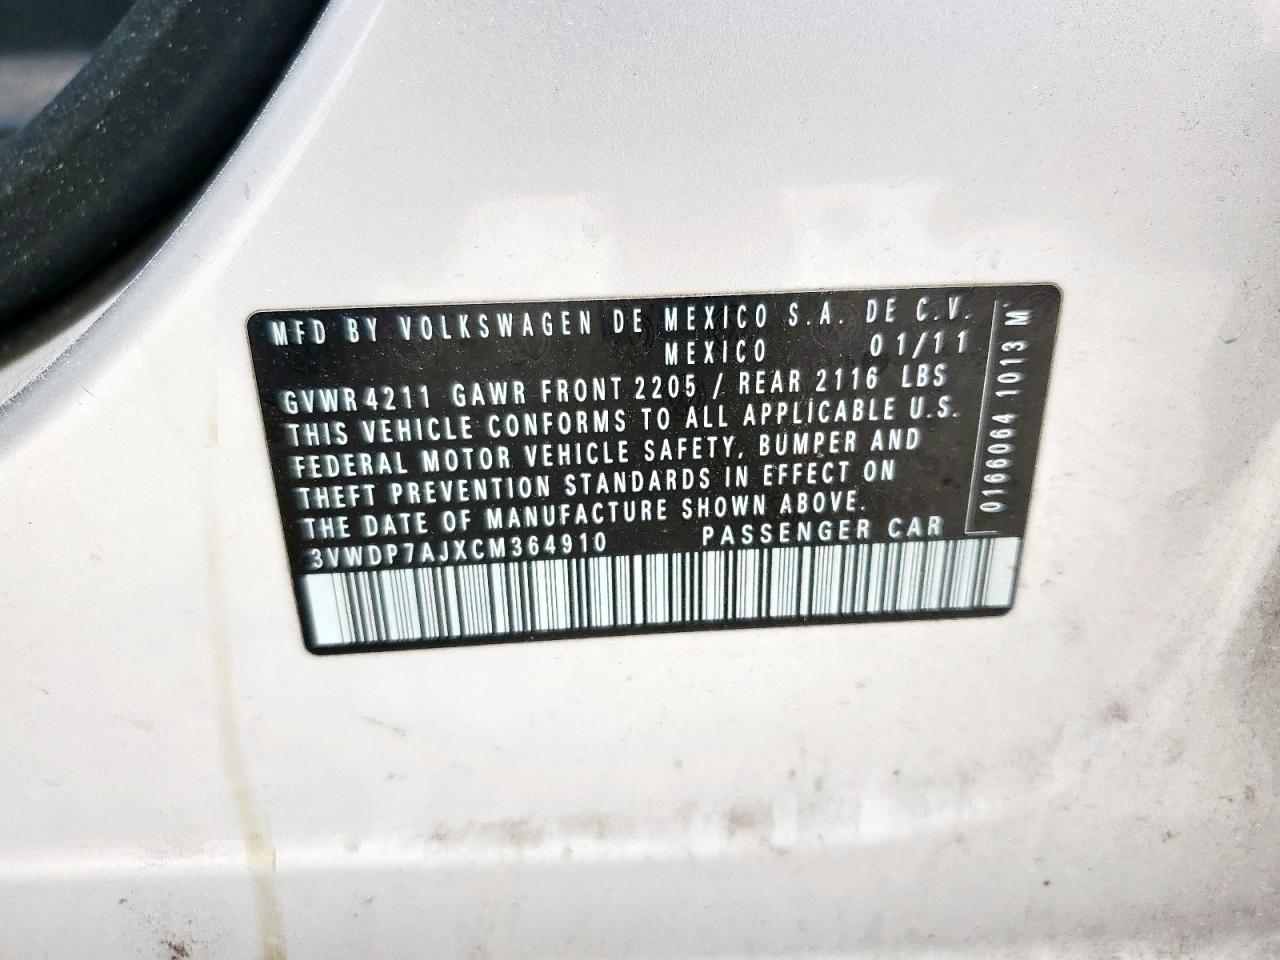 MFD BY VOLKSWAGEN DE MEXICO S.A. DE C.V.
MEXICO 01/11
GVWR 4211 GAWR FRONT 2205 / REAR 2116 LBS
THIS VEHICLE CONFORMS TO ALL APPLICABLE U.S.
FEDERAL MOTOR VEHICLE SAFETY, BUMPER AND
THEFT PREVENTION STANDARDS IN EFFECT ON
THE DATE OF MANUFACTURE SHOWN ABOVE.
3VWDP7AJXCM364910 PASSENGER CAR
0166064 1013 M